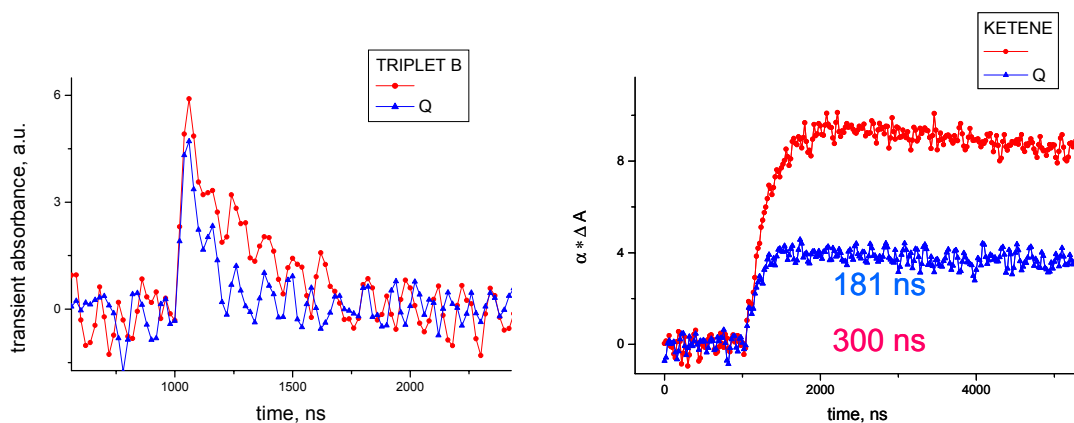 TRIPLET B
Q
6
3
0
transient absorbance, a.u.
1000
1500
2000
time, ns
KETENE
Q
8
4
0
α * Δ A
181 ns
300 ns
0
2000
4000
time, ns